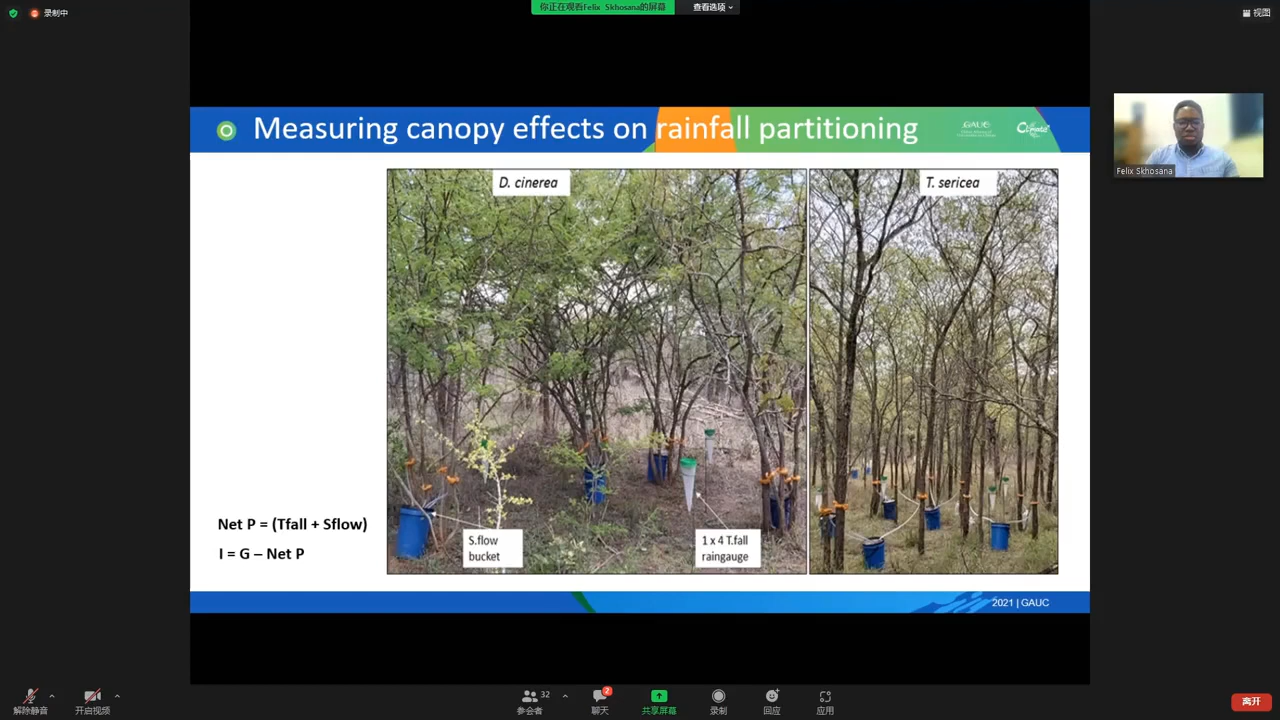 录制中
你正在观看Felix Skhosana的屏幕
查看选项
视图
Measuring canopy effects on rainfall partitioning
GAUC
Climate
Felix Skhosana
D. cinerea
T. sericea
Net P = (Tfall + Sflow)
I = G – Net P
S.flow
bucket
1 x 4 T.fall
raingauge
2021 | GAUC
解除静音
开启视频
32
参会者
2
聊天
共享屏幕
录制
回应
应用
离开